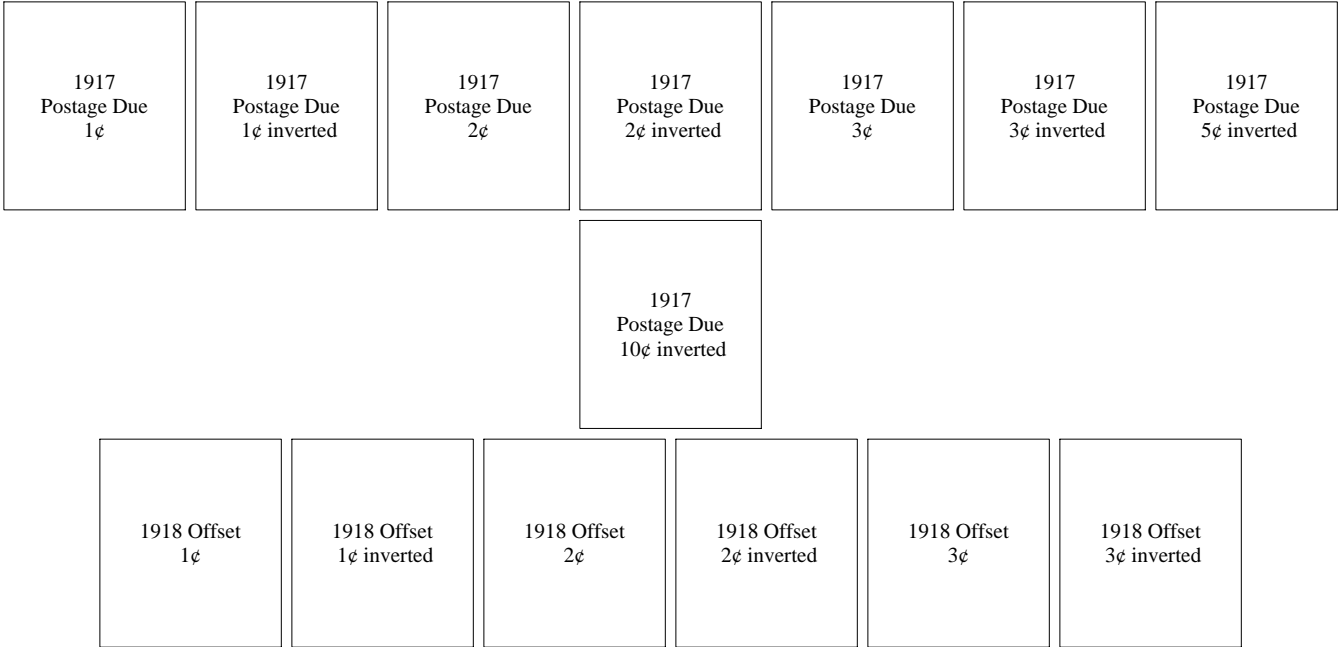 1917
Postage Due
1¢
1917
Postage Due
1¢ inverted
1917
Postage Due
2¢
1917
Postage Due
2¢ inverted
1917
Postage Due
3¢
1917
Postage Due
3¢ inverted
1917
Postage Due
5¢ inverted
1917
Postage Due
10¢ inverted
1918 Offset
1¢
1918 Offset
1¢ inverted
1918 Offset
2¢
1918 Offset
2¢ inverted
1918 Offset
3¢
1918 Offset
3¢ inverted